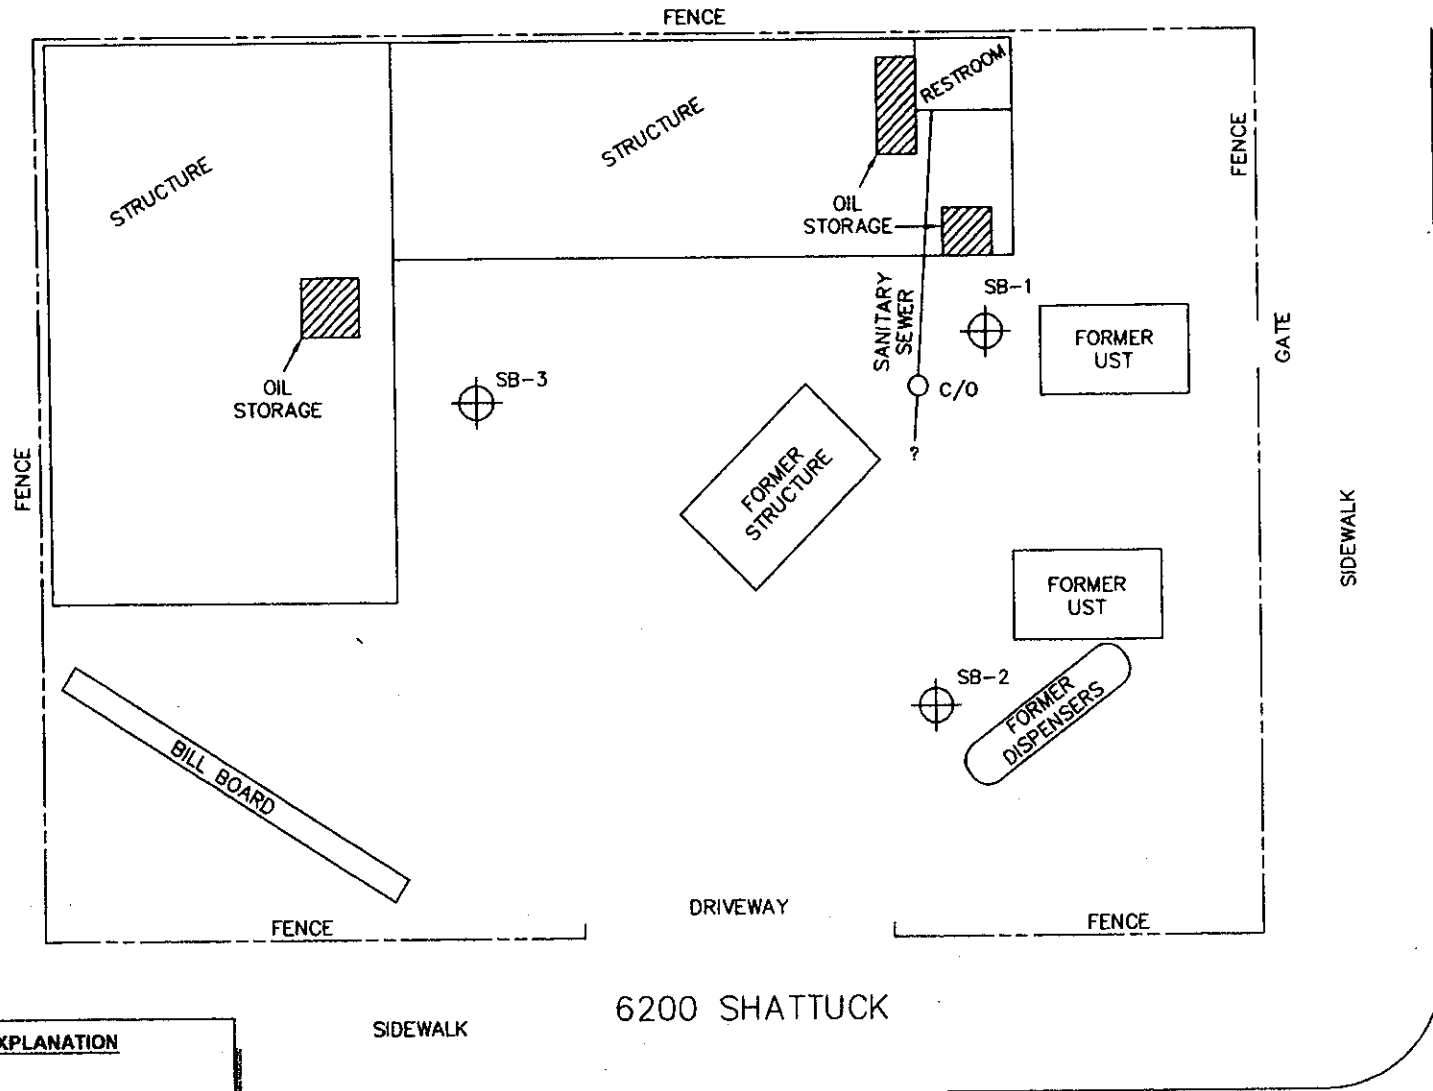 FENCE
RESTROOM
STRUCTURE
STRUCTURE
FENCE
OIL
STORAGE
SANITARY
SEWER
SB-1
FORMER
UST
GATE
OIL
STORAGE
SB-3
C/O
?
FORMER
STRUCTURE
FENCE
SIDEWALK
FORMER
UST
SB-2
FORMER
DISPENSERS
BILL BOARD
DRIVEWAY
FENCE
FENCE
6200 SHATTUCK
SIDEWALK
XPLANATION